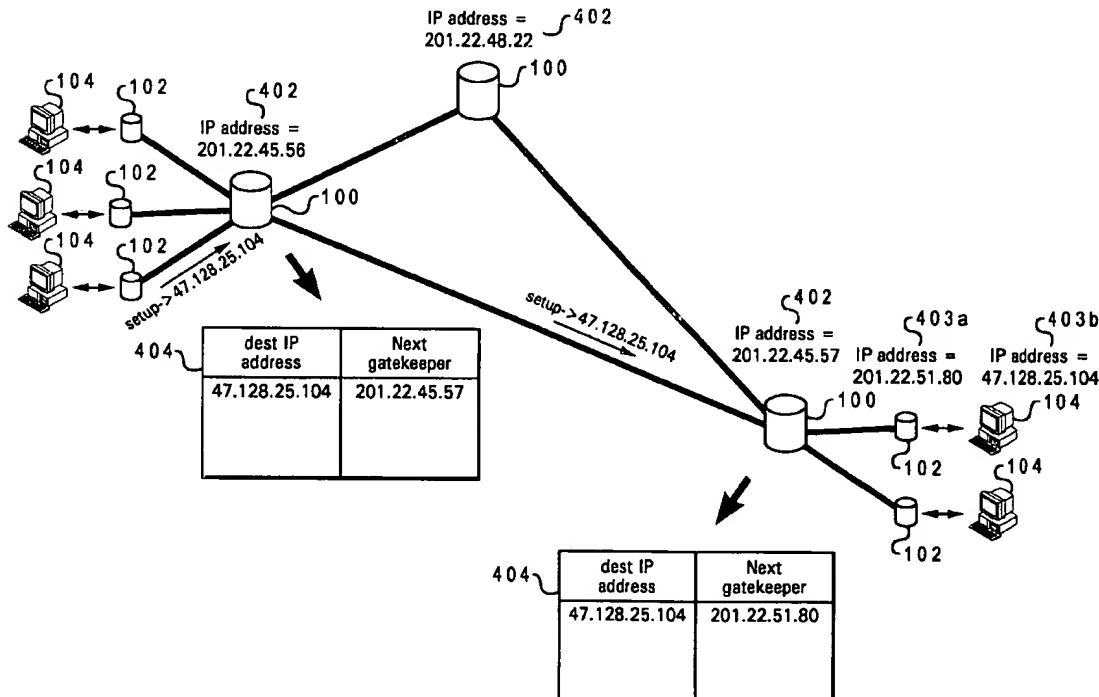 IP address =
201.22.48.22
402
100
104
102
402
IP address =
201.22.45.56
104
102
100
104
102
setup->47.128.25.104
setup->47.128.25.104
402
IP address =
201.22.45.57
403a
IP address =
201.22.51.80
403b
IP address =
47.128.25.104
100
104
102
104
102
404
dest IP
address
Next
gatekeeper
47.128.25.104
201.22.45.57
404
dest IP
address
Next
gatekeeper
47.128.25.104
201.22.51.80